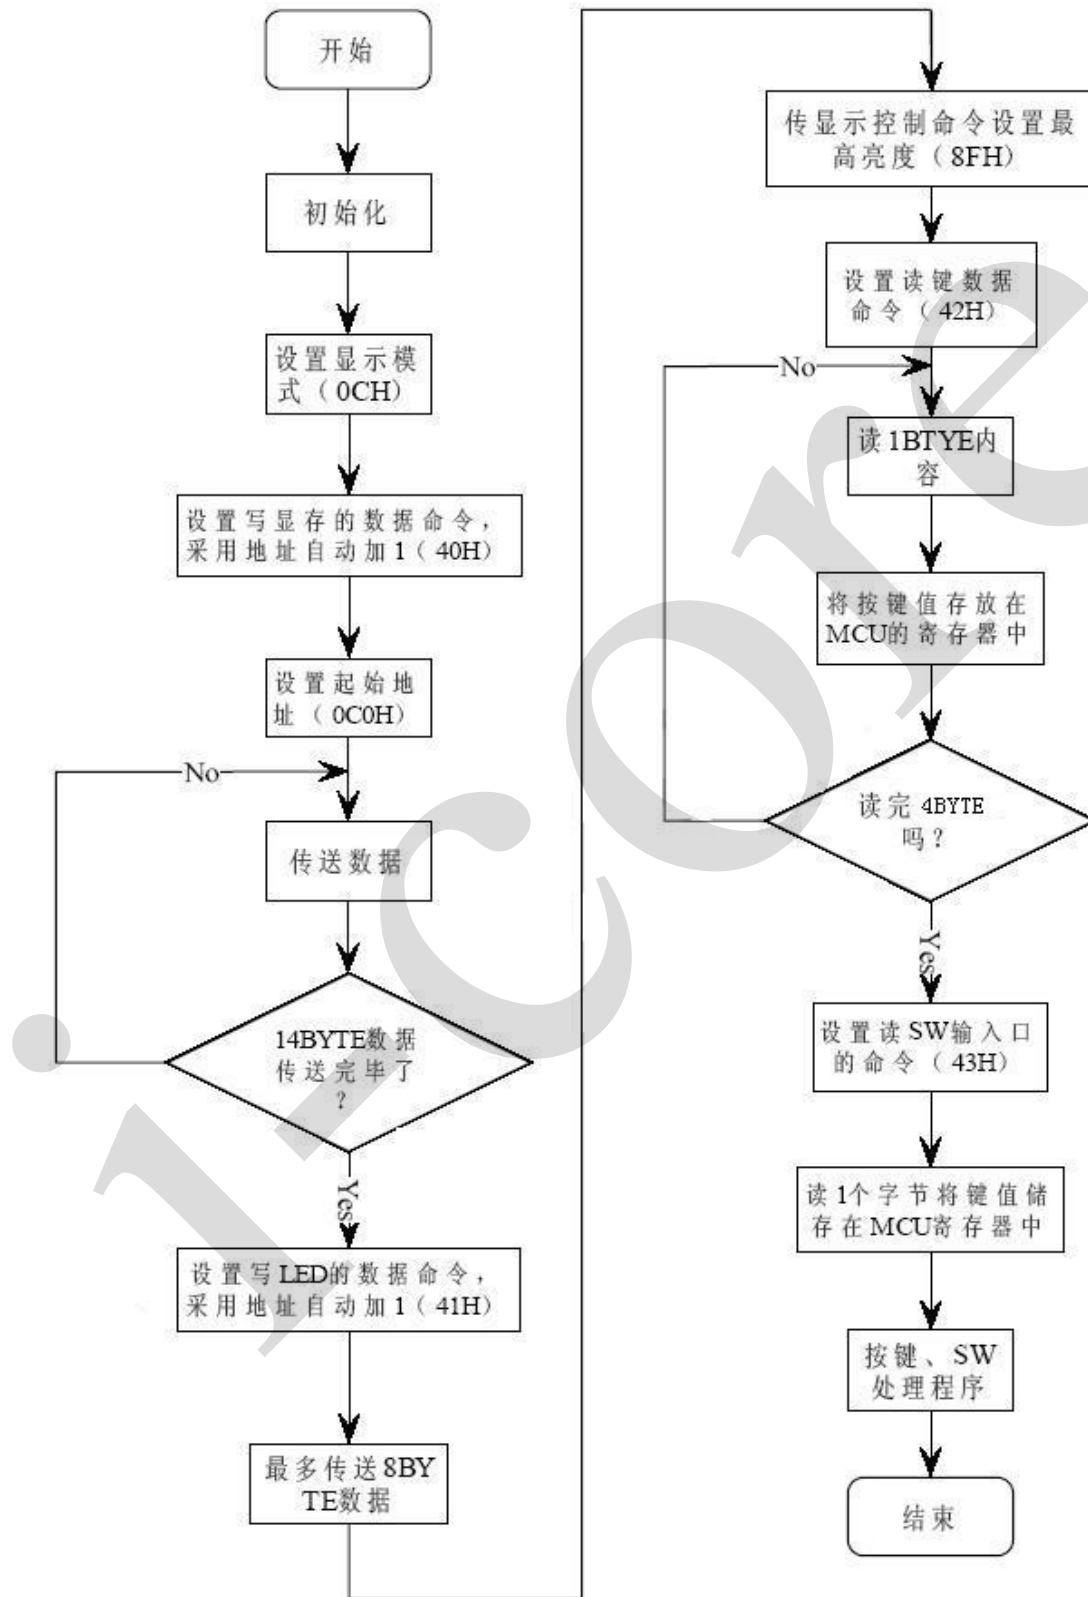 开始
初始化
设置显示模
式（0CH）
设置写显存的数据命令，
采用地址自动加1（40H）
设置起始地
址（0C0H）
No
传送数据
14BYTE数据
传送完毕了
？
Yes
设置写LED的数据命令，
采用地址自动加1（41H）
最多传送8BY
TE数据
传显示控制命令设置最
高亮度（8FH）
设置读键数据
命令（42H）
No
读1BTYE内
容
将按键值存放在
MCU的寄存器中
读完4BYTE
吗？
Yes
设置读SW输入口
的命令（43H）
读1个字节将键值储
存在MCU寄存器中
按键、SW
处理程序
结束
i-core